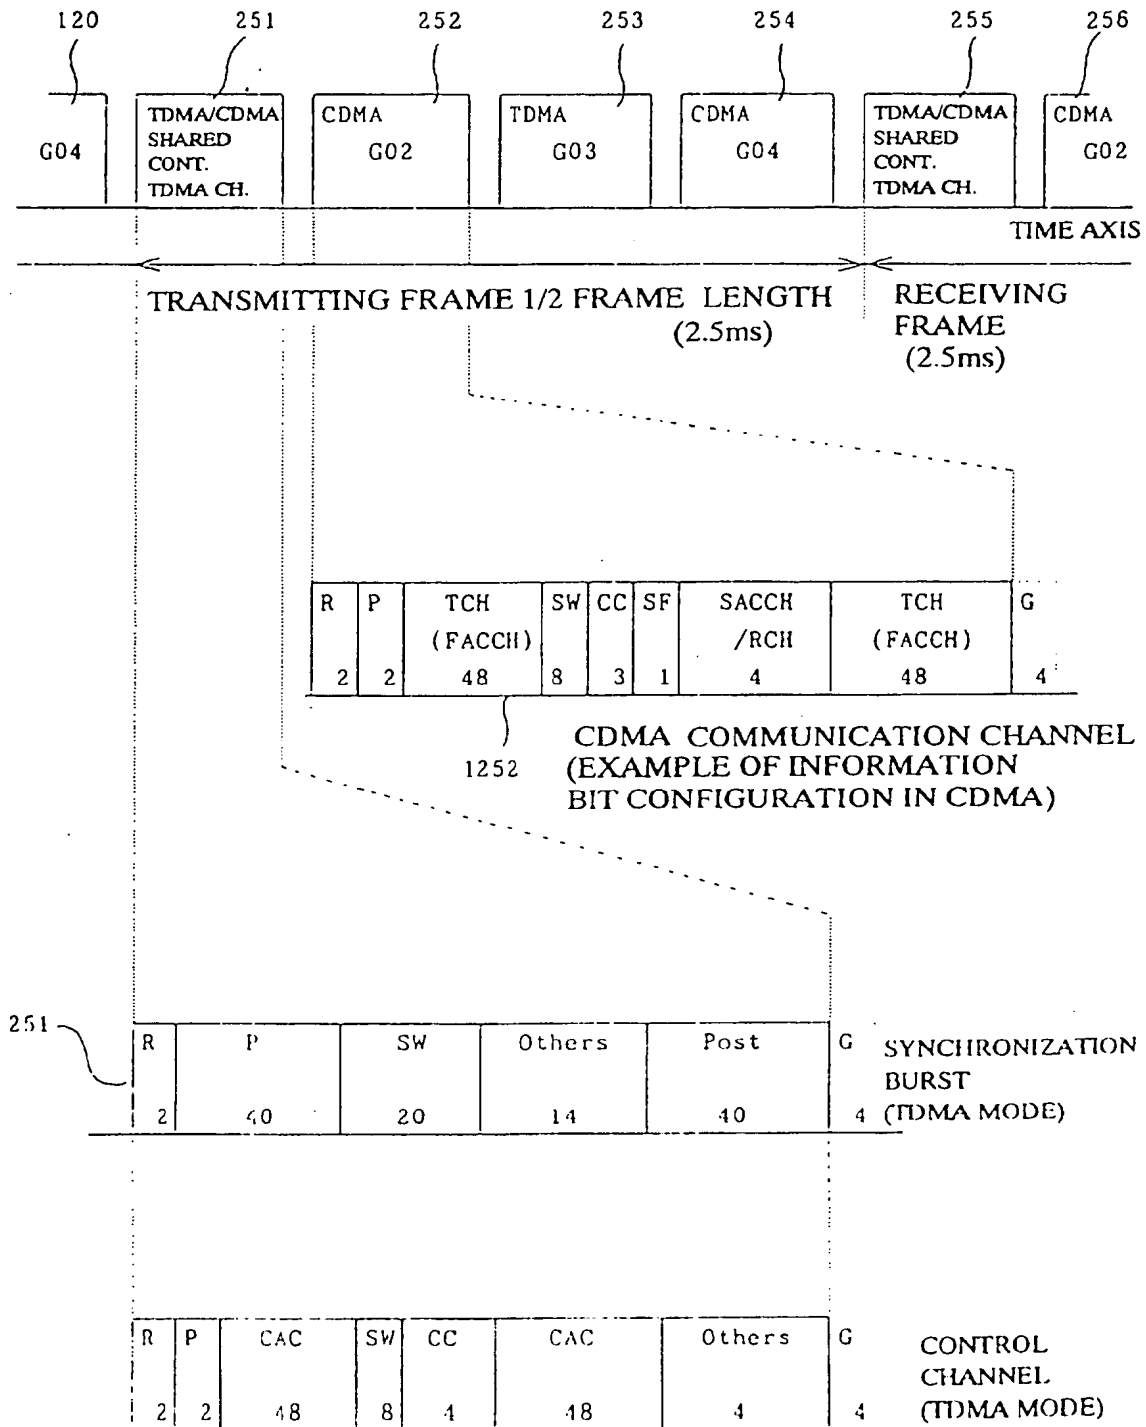 120 251 252 253 254 255 256
G04
TDMA/CDMA
SHARED
CONT.
TDMA CH.
CDMA
G02
TDMA
G03
CDMA
G04
TDMA/CDMA
SHARED
CONT.
TDMA CH.
CDMA
G02
TIME AXIS
TRANSMITTING FRAME 1/2 FRAME LENGTH
(2.5ms)
RECEIVING
FRAME
(2.5ms)
R P TCH SW CC SF SACCH TCH G
(FACCH) /RCH (FACCH)
2 2 48 8 3 1 4 48 4
1252
CDMA COMMUNICATION CHANNEL
(EXAMPLE OF INFORMATION
BIT CONFIGURATION IN CDMA)
251
R P SW Others Post G
2 40 20 14 40 4
SYNCHRONIZATION
BURST
(TDMA MODE)
R P CAC SW CC CAC Others G
2 2 48 8 4 48 4 4
CONTROL
CHANNEL
(TDMA MODE)